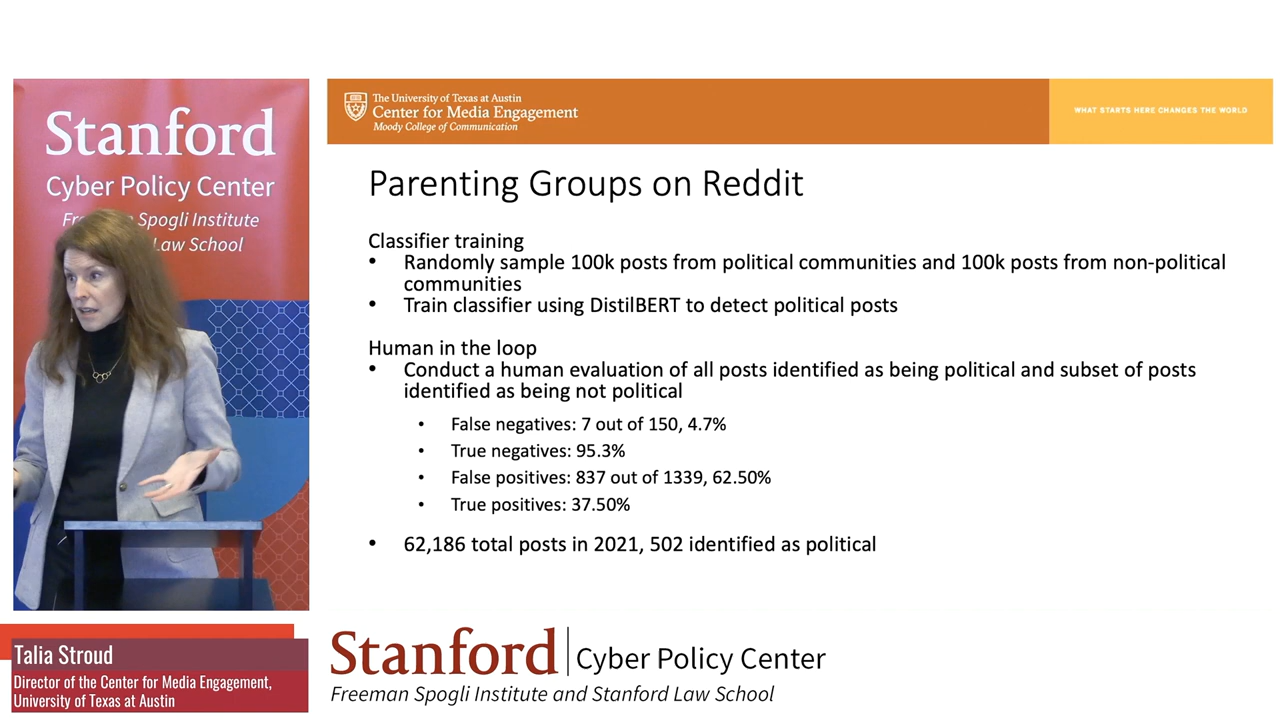 Stanford
Cyber Policy Center
Spogli Institute
Law School
The University of Texas at Austin
Center for Media Engagement
Moody College of Communication
WHAT STARTS HERE CHANGES THE WORLD
Parenting Groups on Reddit
Classifier training
• Randomly sample 100k posts from political communities and 100k posts from non-political
communities
• Train classifier using DistilBERT to detect political posts
Human in the loop
• Conduct a human evaluation of all posts identified as being political and subset of posts
identified as being not political
• False negatives: 7 out of 150, 4.7%
• True negatives: 95.3%
• False positives: 837 out of 1339, 62.50%
• True positives: 37.50%
• 62,186 total posts in 2021, 502 identified as political
Talia Stroud
Director of the Center for Media Engagement,
University of Texas at Austin
Stanford | Cyber Policy Center
Freeman Spogli Institute and Stanford Law School